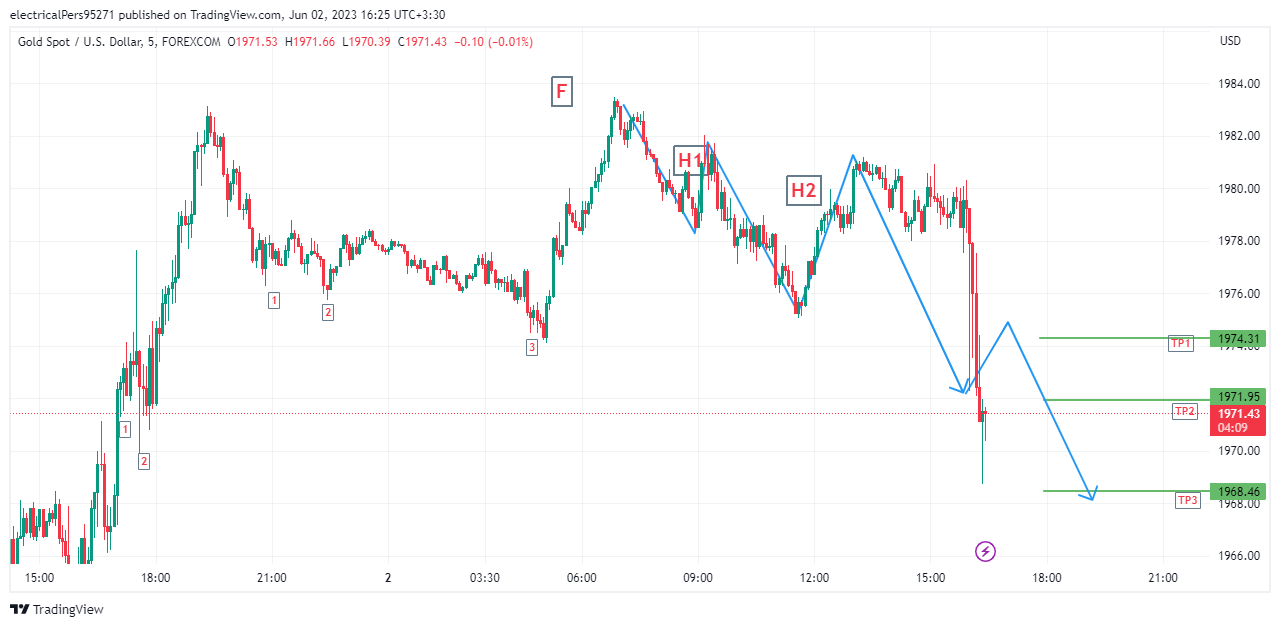 electricalPers95271 published on TradingView.com, Jun 02, 2023 16:25 UTC+3:30
Gold Spot / U.S. Dollar, 5, FOREXCOM O1971.53 H1971.66 L1970.39 C1971.43 −0.10 (−0.01%)
USD
1984.00
F
1982.00
H1
H2
1980.00
1978.00
1976.00
1
2
3
TP1
1974.31
1974.00
1971.95
TP2
1971.43
04:09
1
2
1970.00
1968.46
TP3
1968.00
1966.00
15:00 18:00 21:00 2 03:30 06:00 09:00 12:00 15:00 18:00 21:00
TradingView